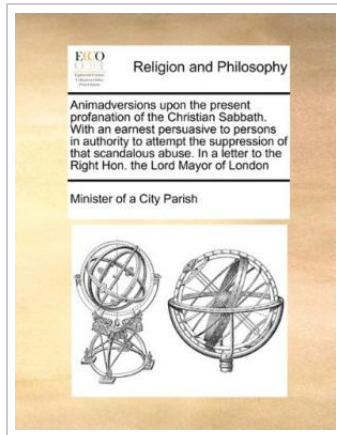 ECCO
Religion and Philosophy
Animadversions upon the present
profanation of the Christian Sabbath.
With an earnest persuasive to persons
in authority to attempt the suppression of
that scandalous abuse. In a letter to the
Right Hon. the Lord Mayor of London
Minister of a City Parish